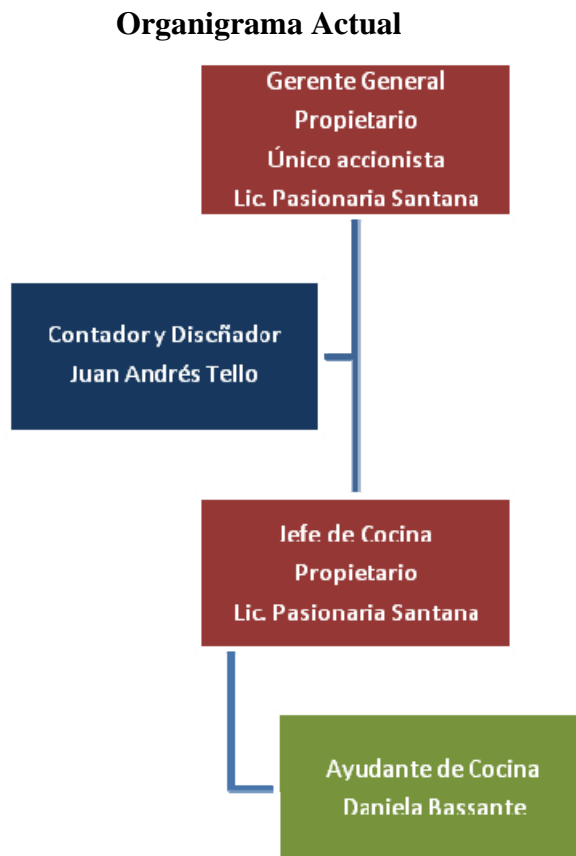 Organigrama Actual
Gerente General
Propietario
Único accionista
Lic. Pasionaria Santana
Contador y Diseñador
Juan Andrés Tello
Jefe de Cocina
Propietario
Lic. Pasionaria Santana
Ayudante de Cocina
Daniela Bassante